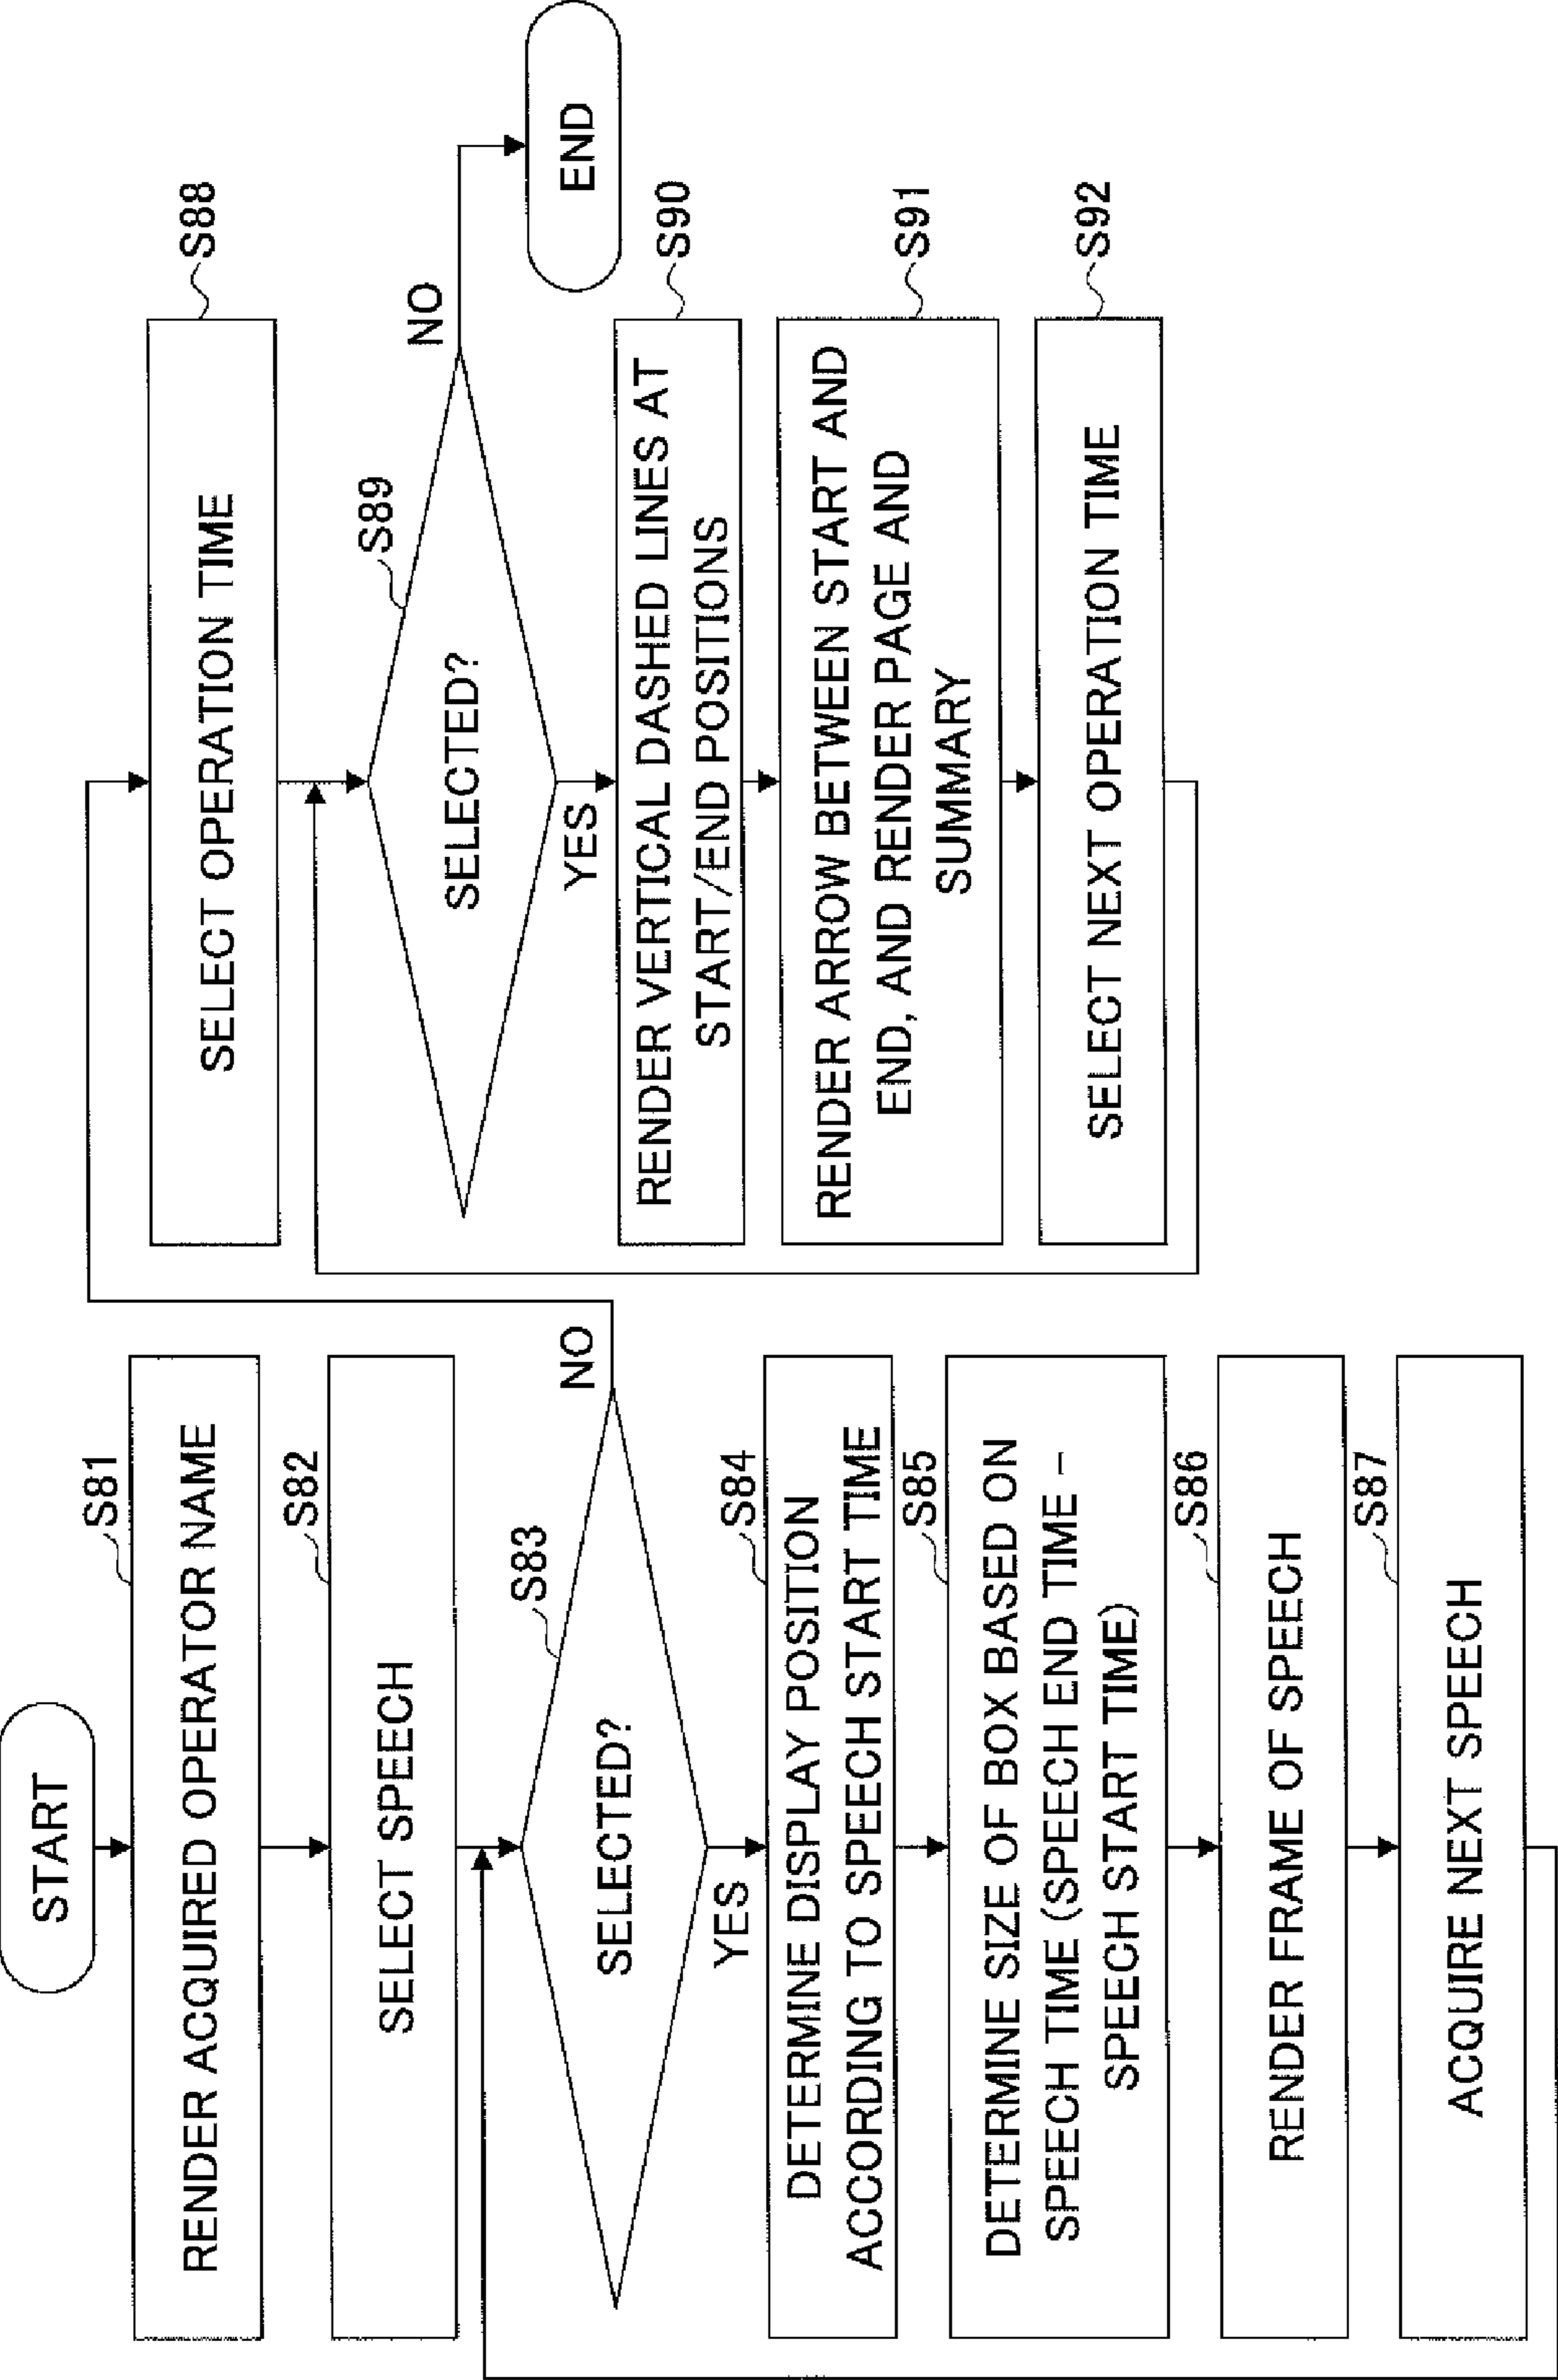 START
S81
RENDER ACQUIRED OPERATOR NAME
S82
SELECT SPEECH
S83
SELECTED?
NO
YES
S84
DETERMINE DISPLAY POSITION
ACCORDING TO SPEECH START TIME
S85
DETERMINE SIZE OF BOX BASED ON
SPEECH TIME (SPEECH END TIME –
SPEECH START TIME)
S86
RENDER FRAME OF SPEECH
S87
ACQUIRE NEXT SPEECH
S88
SELECT OPERATION TIME
S89
SELECTED?
NO
END
YES
S90
RENDER VERTICAL DASHED LINES AT
START/END POSITIONS
S91
RENDER ARROW BETWEEN START AND
END, AND RENDER PAGE AND
SUMMARY
S92
SELECT NEXT OPERATION TIME